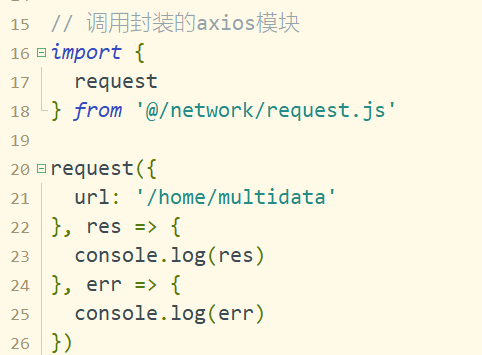 15 // 调用封装的axios模块
16 import {
17   request
18 } from '@/network/request.js'
19
20 request({
21   url: '/home/multidata'
22 }, res => {
23   console.log(res)
24 }, err => {
25   console.log(err)
26 })